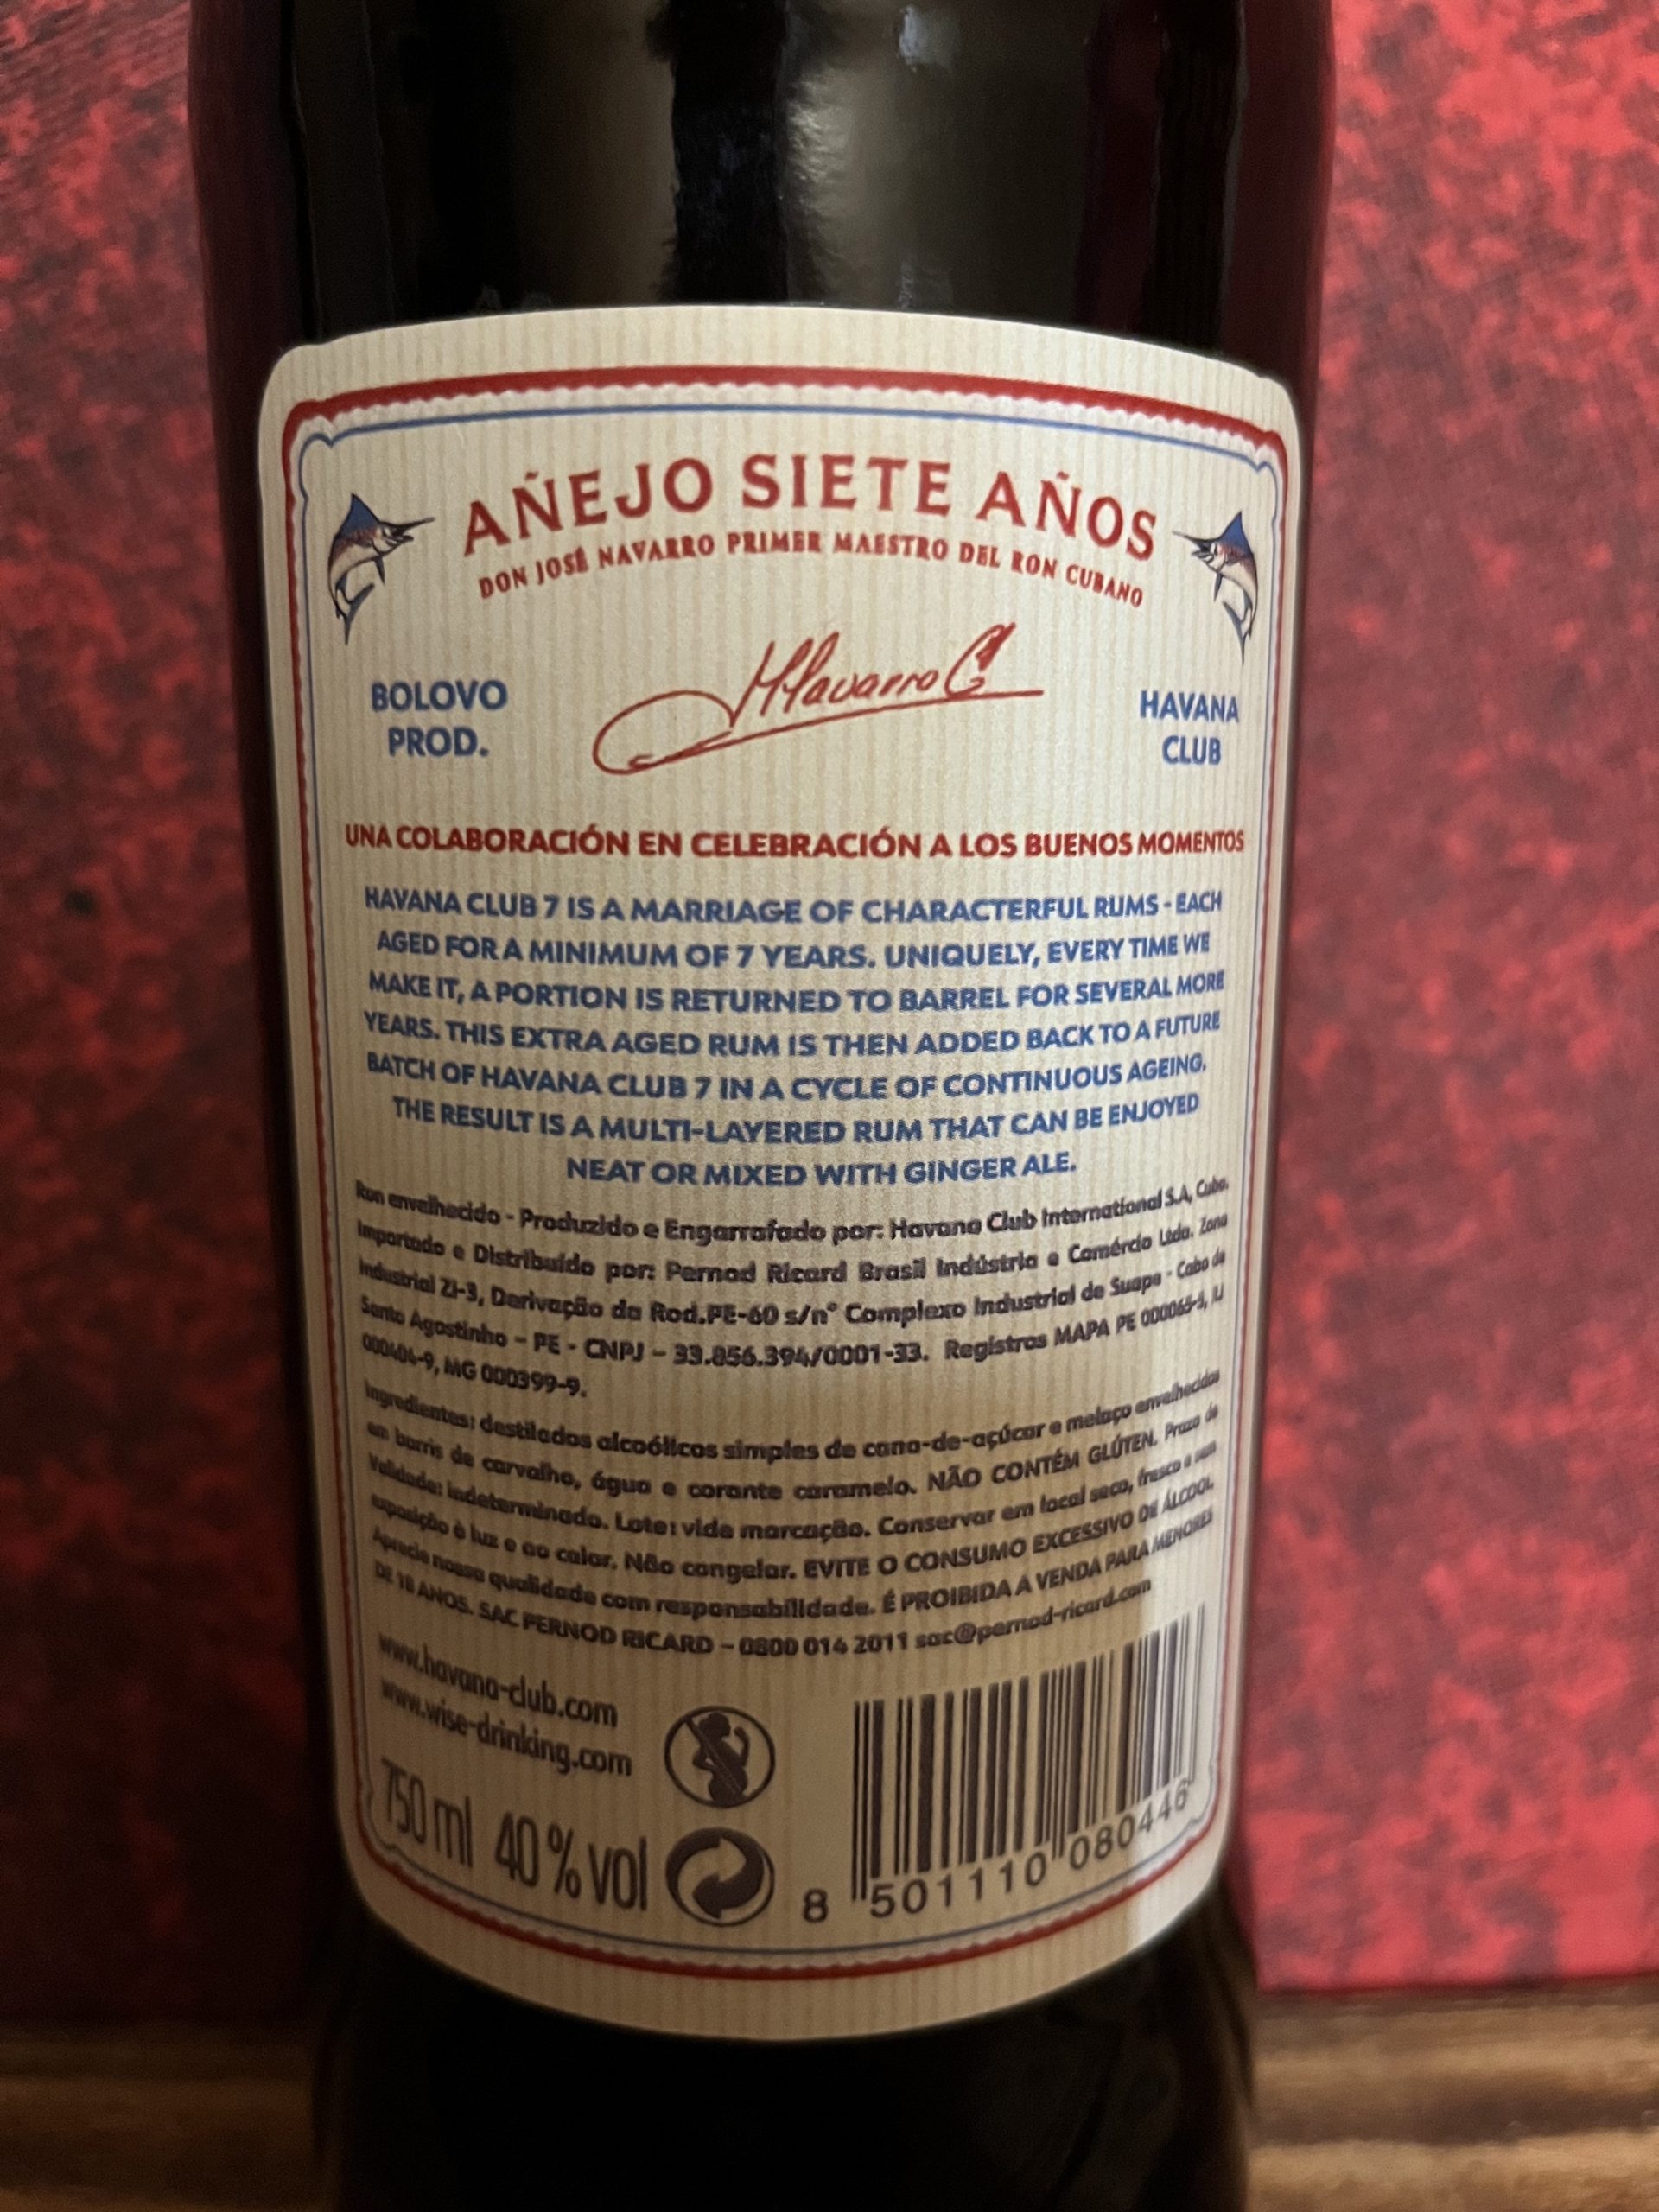 AÑEJO SIETE AÑOS
DON JOSÉ NAVARRO PRIMER MAESTRO DEL RON CUBANO
BOLOVO
PROD.
Navarro
HAVANA
CLUB
UNA COLABORACIÓN EN CELEBRACIÓN A LOS BUENOS MOMENTOS
HAVANA CLUB 7 IS A MARRIAGE OF CHARACTERFUL RUMS - EACH
AGED FOR A MINIMUM OF 7 YEARS. UNIQUELY, EVERY TIME WE
MAKE IT, A PORTION IS RETURNED TO BARREL FOR SEVERAL MORE
YEARS. THIS EXTRA AGED RUM IS THEN ADDED BACK TO A FUTURE
BATCH OF HAVANA CLUB 7 IN A CYCLE OF CONTINUOUS AGEING.
THE RESULT IS A MULTI-LAYERED RUM THAT CAN BE ENJOYED
NEAT OR MIXED WITH GINGER ALE.
Ron envelhecido - Produzido e Engarrafado por: Havana Club International S.A, Cuba.
Importado e Distribuído por: Pernod Ricard Brasil Indústria e Comércio Ltda. Zona
Industrial ZI-3, Derivação da Rod.PE-60 s/nº Complexo Industrial de Suape - Cabo de
Santo Agostinho - PE - CNPJ - 33.856.394/0001-33. Registros MAPA PE
MG 000399-9.
Ingredientes: destilados alcoólicos simples de cana-de-açúcar e melaço envelhecidos
em barris de carvalho, água e corante caramelo. NÃO CONTÉM GLÚTEN. Prazo de
Validade: indeterminado. Lote: vide marcação. Conservar em local seco, fresco e sem
exposição à luz e ao calor. Não congelar. EVITE O CONSUMO EXCESSIVO DE ÁLCOOL.
Aprecie nossa qualidade com responsabilidade. É PROIBIDA A VENDA PARA MENORES
DE 18 ANOS. SAC PERNOD RICARD - 0800 014 2011 sac@pernod-ricard.com
www.havana-club.com
www.wise-drinking.com
750 ml 40 % vol
8 501110 080446